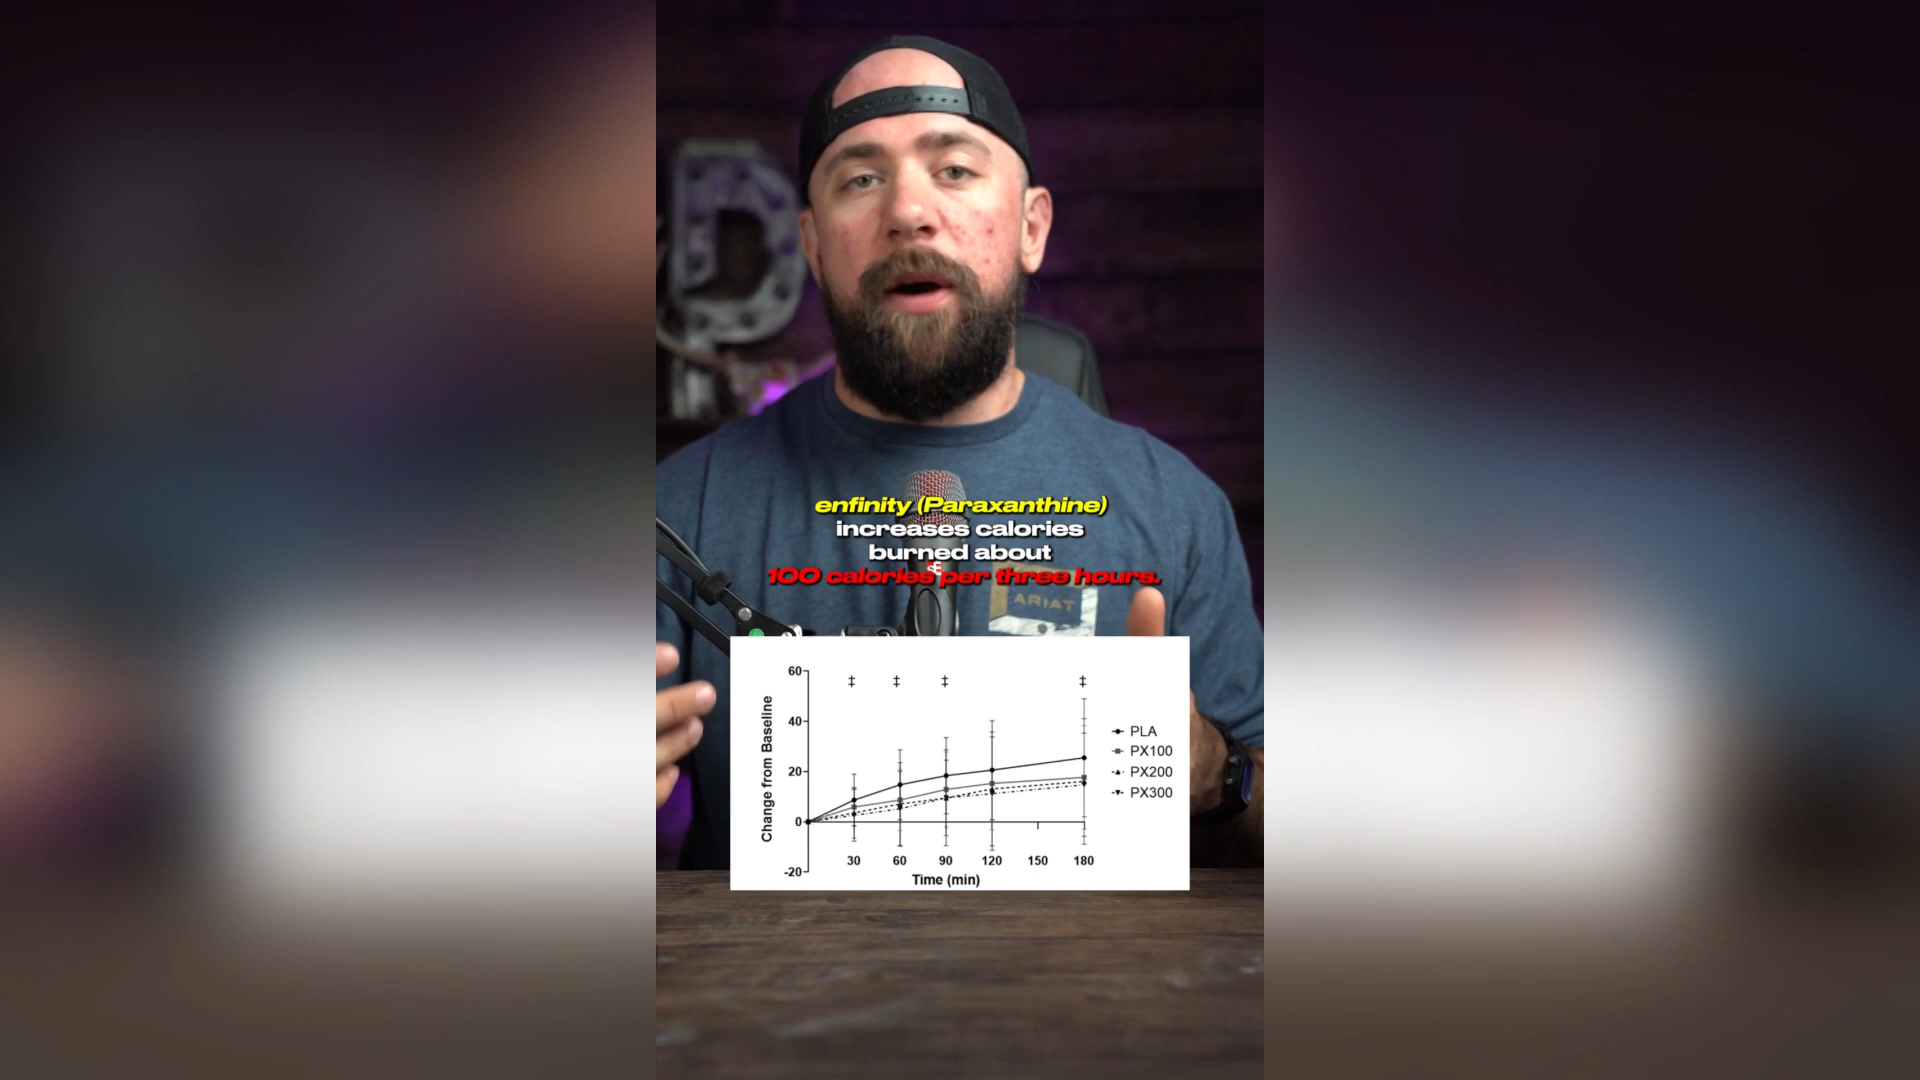 P
enfinity (Paraxanthine)
increases calories
burned about
100 calories per three hours.
ARIAT
60
40
20
0
-20
Change from Baseline
‡ ‡ ‡ ‡
30 60 90 120 150 180
Time (min)
PLA
PX100
PX200
PX300